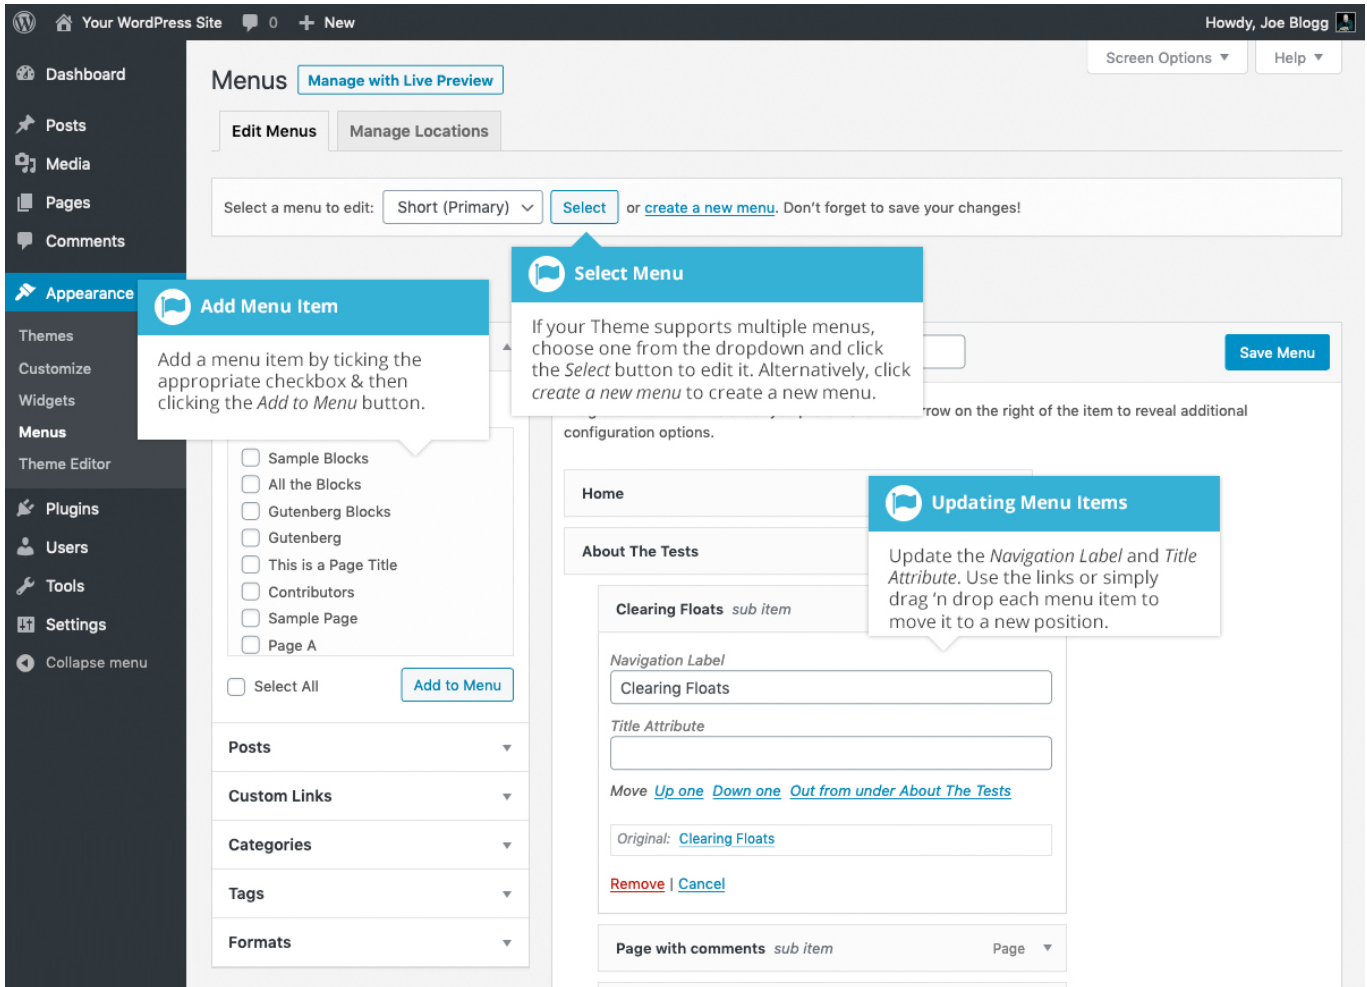 Your WordPress Site 0 + New
Howdy, Joe Blogg
Screen Options ▼
Help ▼
Dashboard
Posts
Media
Pages
Comments
Appearance
Themes
Customize
Widgets
Menus
Theme Editor
Plugins
Users
Tools
Settings
Collapse menu
Menus
Manage with Live Preview
Edit Menus
Manage Locations
Select a menu to edit: Short (Primary) Select or create a new menu. Don't forget to save your changes!
Select Menu
If your Theme supports multiple menus,
choose one from the dropdown and click
the Select button to edit it. Alternatively, click
create a new menu to create a new menu.
Add Menu Item
Add a menu item by ticking the
appropriate checkbox & then
clicking the Add to Menu button.
Sample Blocks
All the Blocks
Gutenberg Blocks
Gutenberg
This is a Page Title
Contributors
Sample Page
Page A
Select All
Add to Menu
Posts
Custom Links
Categories
Tags
Formats
Save Menu
on the right of the item to reveal additional
configuration options.
Home
About The Tests
Updating Menu Items
Update the Navigation Label and Title
Attribute. Use the links or simply
drag ‘n drop each menu item to
move it to a new position.
Clearing Floats sub item
Navigation Label
Clearing Floats
Title Attribute
Move Up one Down one Out from under About The Tests
Original: Clearing Floats
Remove | Cancel
Page with comments sub item Page ▼